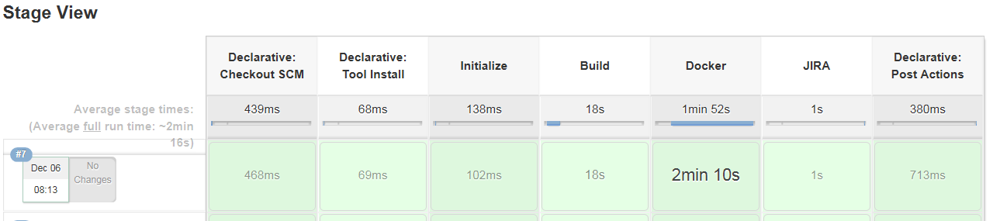 Stage View
Declarative:
Checkout SCM
Declarative:
Tool Install
Initialize
Build
Docker
JIRA
Declarative:
Post Actions
Average stage times:
(Average full run time: ~2min
16s)
439ms
68ms
138ms
18s
1min 52s
1s
380ms
#7
Dec 06
08:13
No
Changes
468ms
69ms
102ms
18s
2min 10s
1s
713ms